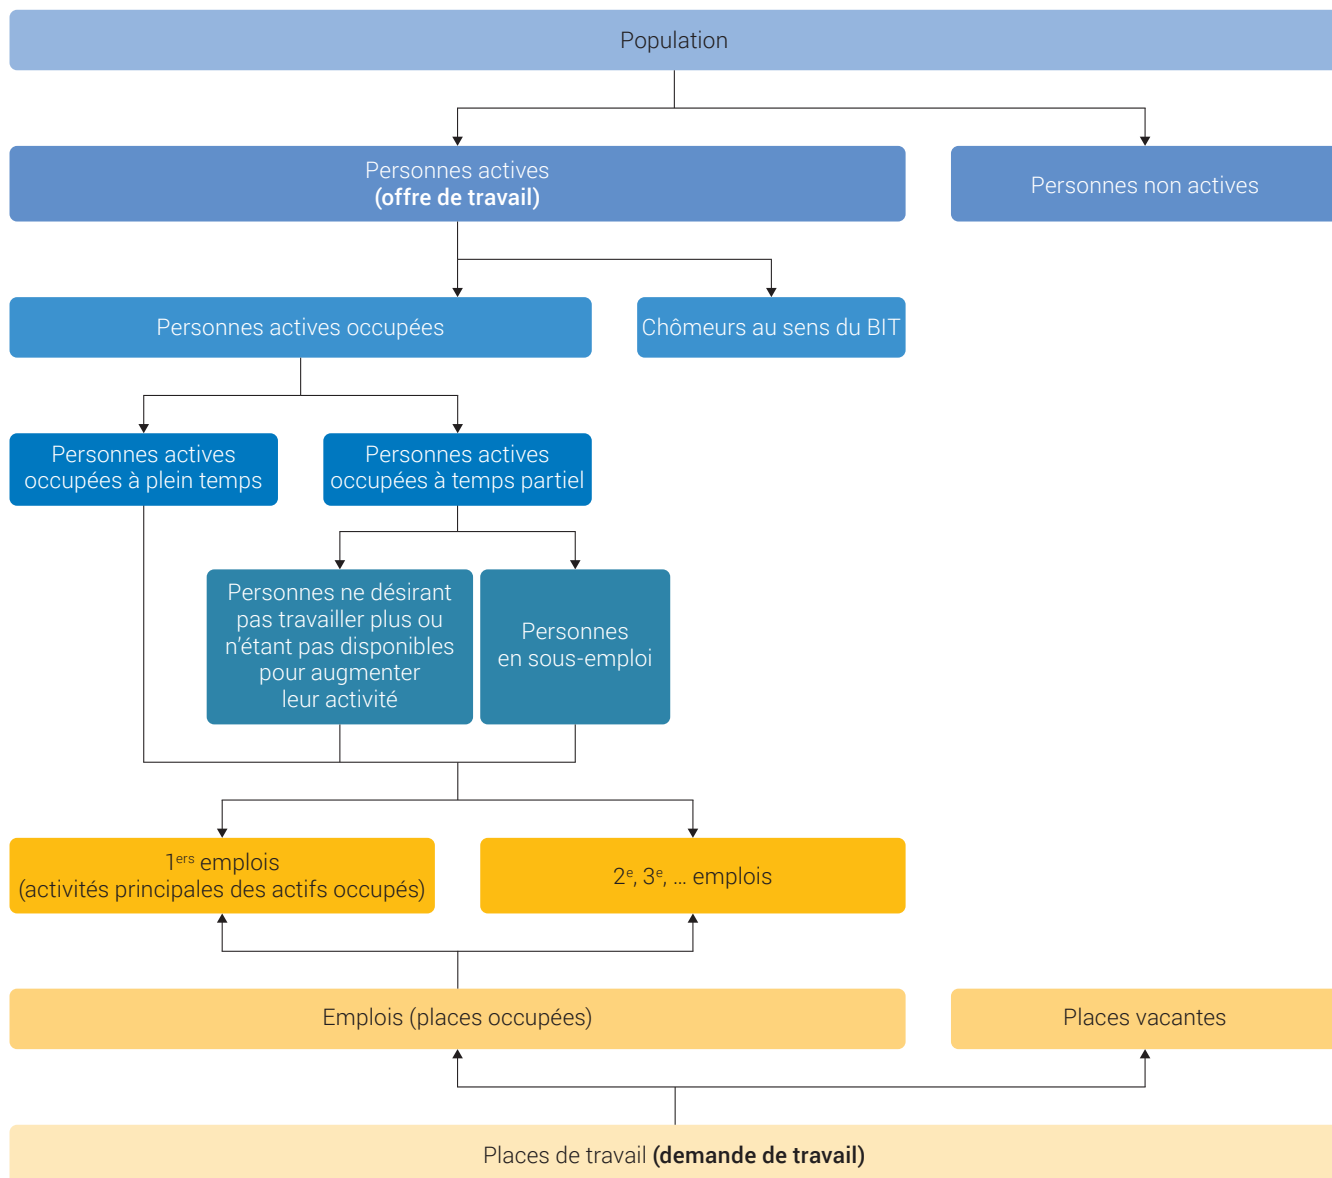 Population
Personnes actives
(offre de travail)
Personnes non actives
Personnes actives occupées
Chômeurs au sens du BIT
Personnes actives
occupées à plein temps
Personnes actives
occupées à temps partiel
Personnes ne désirant
pas travailler plus ou
n’étant pas disponibles
pour augmenter
leur activité
Personnes
en sous-emploi
1ers emplois
(activités principales des actifs occupés)
2e, 3e, … emplois
Emplois (places occupées)
Places vacantes
Places de travail (demande de travail)